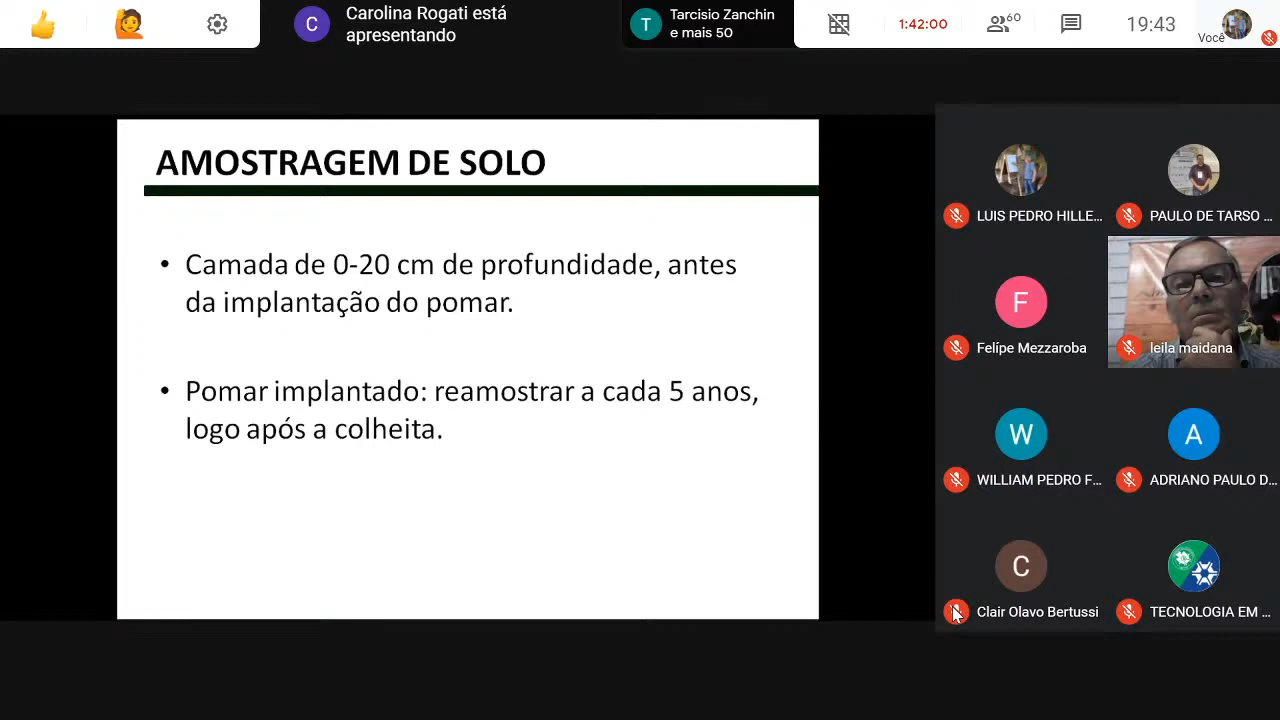 C
Carolina Rogati está
apresentando
T
Tarcisio Zanchin
e mais 50
1:42:00
60
19:43
Você
AMOSTRAGEM DE SOLO
• Camada de 0-20 cm de profundidade, antes
da implantação do pomar.
• Pomar implantado: reamostrar a cada 5 anos,
logo após a colheita.
LUIS PEDRO HILLE...
PAULO DE TARSO ...
F
Felípe Mezzaroba
leila maidana
W
WILLIAM PEDRO F...
A
ADRIANO PAULO D...
C
Clair Olavo Bertussi
TECNOLOGIA EM ...